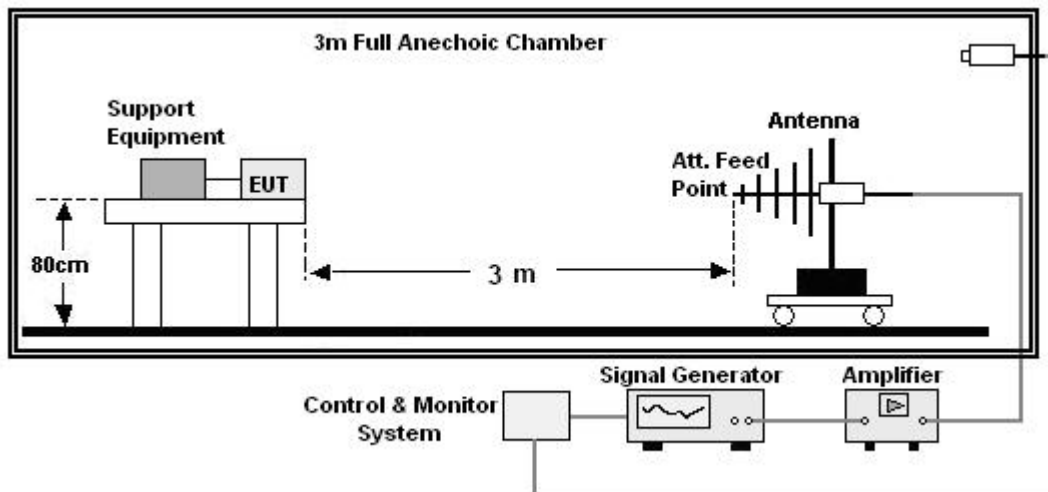 3m Full Anechoic Chamber
Support
Equipment
EUT
80cm
3 m
Antenna
Att. Feed
Point
Signal Generator
Amplifier
Control & Monitor
System